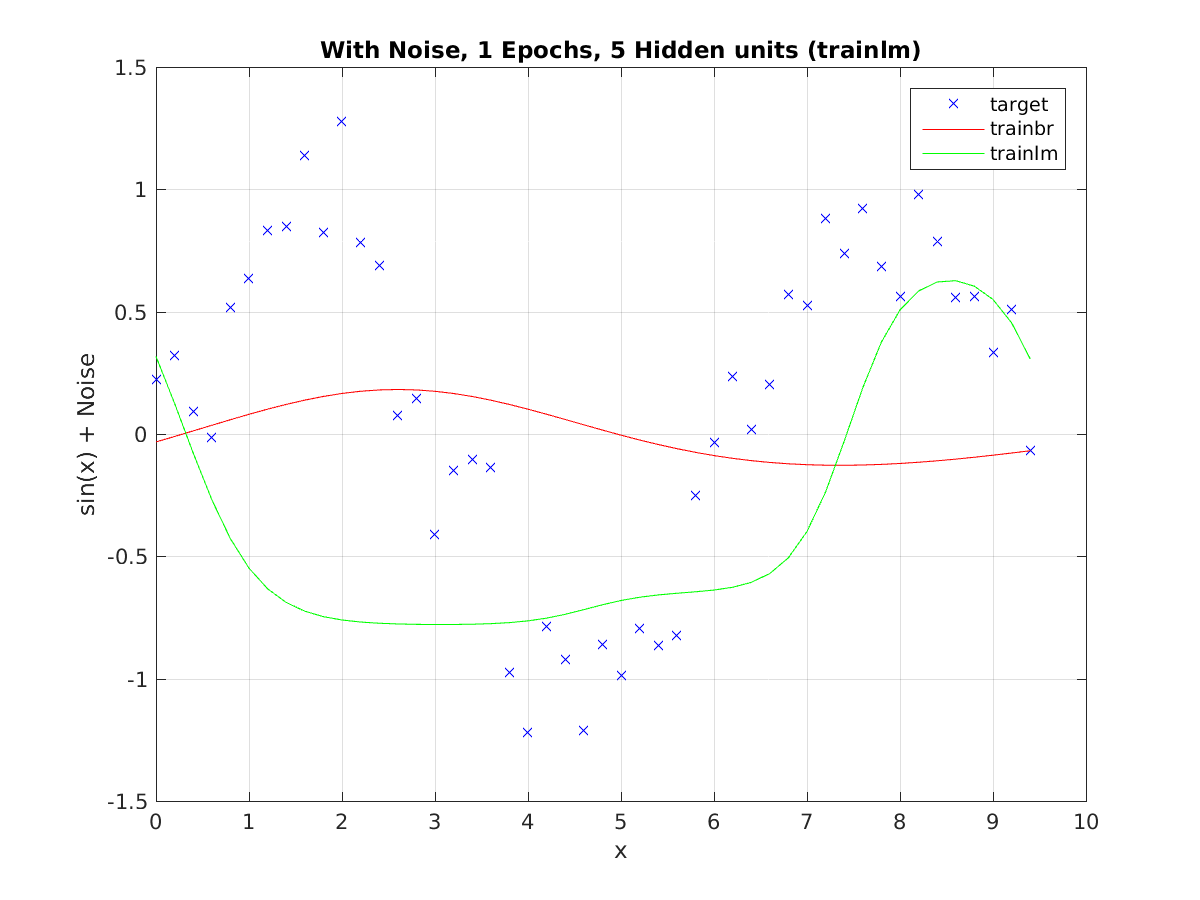 With Noise, 1 Epochs, 5 Hidden units (trainlm)
target
trainbr
trainlm
1.5
1
0.5
0
-0.5
-1
-1.5
sin(x) + Noise
0 1 2 3 4 5 6 7 8 9 10
x